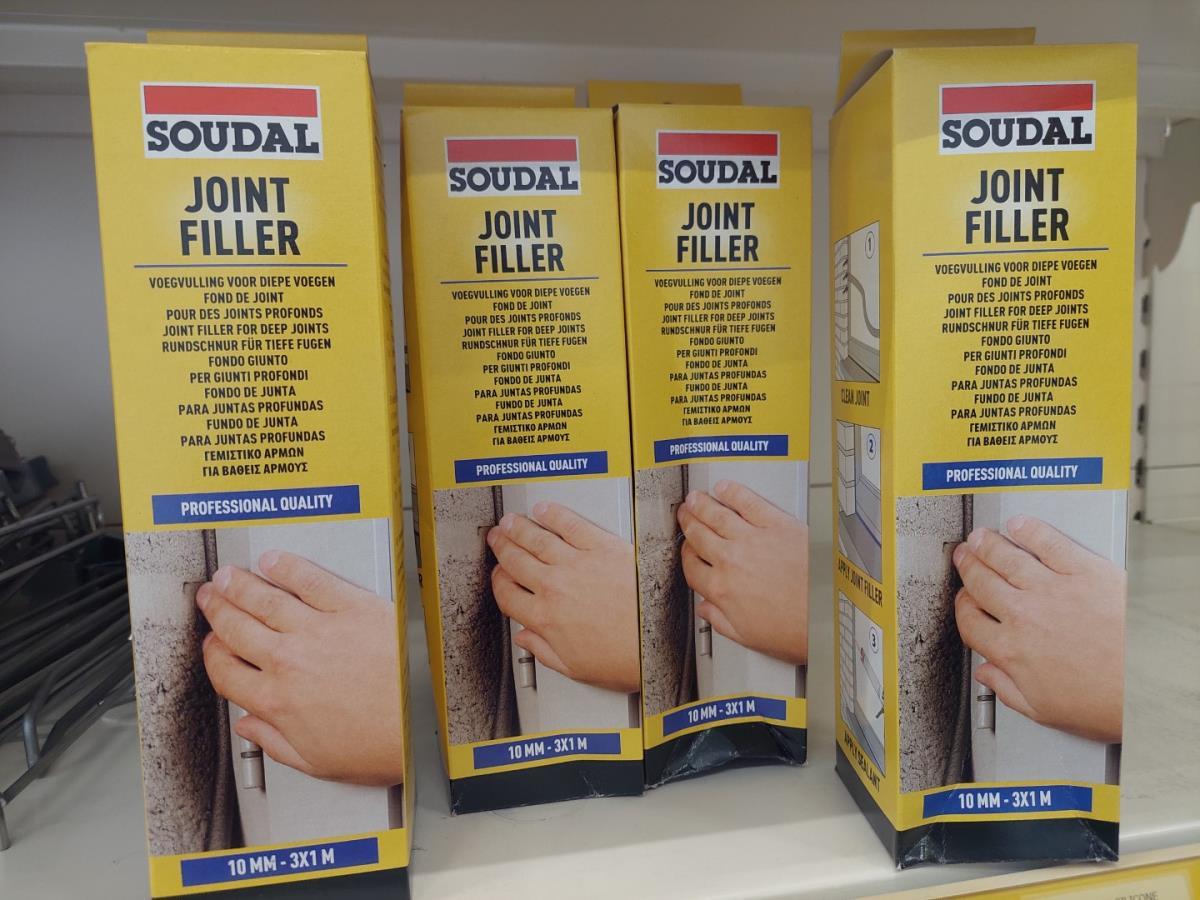 SOUDAL
JOINT
FILLER
VOEGVULLING VOOR DIEPE VOEGEN
FOND DE JOINT
POUR DES JOINTS PROFONDS
JOINT FILLER FOR DEEP JOINTS
RUNDSCHNUR FÜR TIEFE FUGEN
FONDO GIUNTO
PER GIUNTI PROFONDI
FONDO DE JUNTA
PARA JUNTAS PROFUNDAS
FUNDO DE JUNTA
PARA JUNTAS PROFUNDAS
ΓΕΜΙΣΤΙΚΟ ΑΡΜΩΝ
ΓΙΑ ΒΑΘΕΙΣ ΑΡΜΟΥΣ
PROFESSIONAL QUALITY
10 MM - 3X1 M
SOUDAL
JOINT
FILLER
VOEGVULLING VOOR DIEPE VOEGEN
FOND DE JOINT
POUR DES JOINTS PROFONDS
JOINT FILLER FOR DEEP JOINTS
RUNDSCHNUR FÜR TIEFE FUGEN
FONDO GIUNTO
PER GIUNTI PROFONDI
FONDO DE JUNTA
PARA JUNTAS PROFUNDAS
FUNDO DE JUNTA
PARA JUNTAS PROFUNDAS
ΓΕΜΙΣΤΙΚΟ ΑΡΜΩΝ
ΓΙΑ ΒΑΘΕΙΣ ΑΡΜΟΥΣ
PROFESSIONAL QUALITY
10 MM - 3X1 M
SOUDAL
JOINT
FILLER
VOEGVULLING VOOR DIEPE VOEGEN
FOND DE JOINT
POUR DES JOINTS PROFONDS
JOINT FILLER FOR DEEP JOINTS
RUNDSCHNUR FÜR TIEFE FUGEN
FONDO GIUNTO
PER GIUNTI PROFONDI
FONDO DE JUNTA
PARA JUNTAS PROFUNDAS
FUNDO DE JUNTA
PARA JUNTAS PROFUNDAS
ΓΕΜΙΣΤΙΚΟ ΑΡΜΩΝ
ΓΙΑ ΒΑΘΕΙΣ ΑΡΜΟΥΣ
PROFESSIONAL QUALITY
10 MM - 3X1 M
1
CLEAN JOINT
2
APPLY JOINT FILLER
3
APPLY SEALANT
SOUDAL
JOINT
FILLER
VOEGVULLING VOOR DIEPE VOEGEN
FOND DE JOINT
POUR DES JOINTS PROFONDS
JOINT FILLER FOR DEEP JOINTS
RUNDSCHNUR FÜR TIEFE FUGEN
FONDO GIUNTO
PER GIUNTI PROFONDI
FONDO DE JUNTA
PARA JUNTAS PROFUNDAS
FUNDO DE JUNTA
PARA JUNTAS PROFUNDAS
ΓΕΜΙΣΤΙΚΟ ΑΡΜΩΝ
ΓΙΑ ΒΑΘΕΙΣ ΑΡΜΟΥΣ
PROFESSIONAL QUALITY
10 MM - 3X1 M